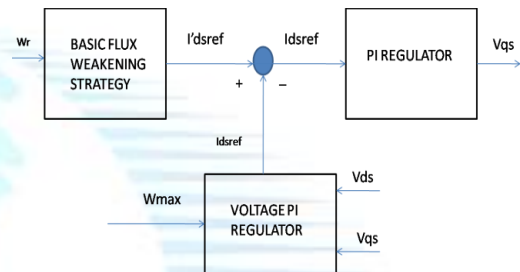 Wr
BASIC FLUX
WEAKENING
STRATEGY
I'dsref
Idsref
PI REGULATOR
Vqs
+
–
Idsref
Wmax
VOLTAGE PI
REGULATOR
Vds
Vqs